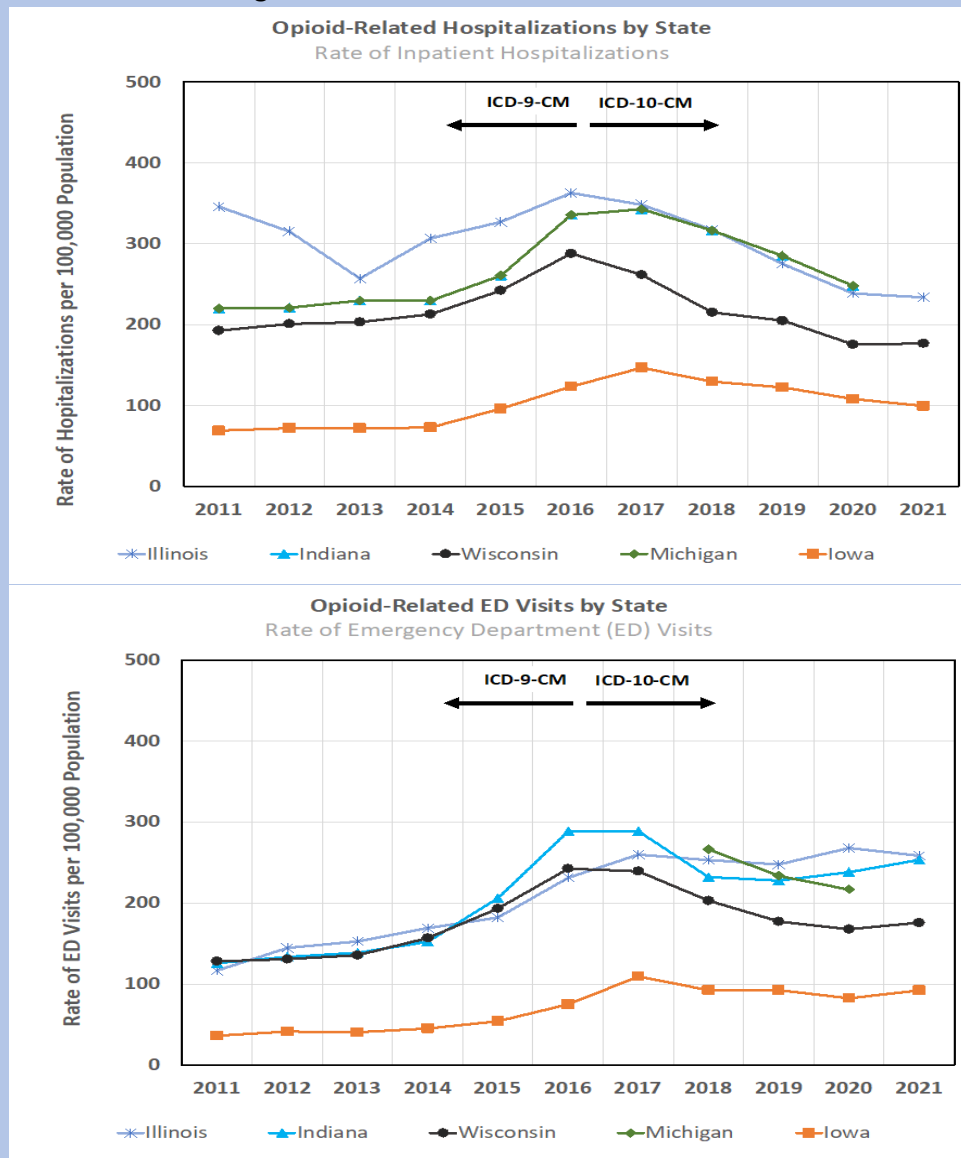 Opioid-Related Hospitalizations by State
Rate of Inpatient Hospitalizations
Rate of Hopitalizations per 100,000 Population
500
400
300
200
100
0
ICD-9-CM ICD-10-CM
2011 2012 2013 2014 2015 2016 2017 2018 2019 2020 2021
Illinois Indiana Wisconsin Michigan Iowa
Opioid-Related ED Visits by State
Rate of Emergency Department (ED) Visits
Rate of ED Visits per 100,000 Population
500
400
300
200
100
0
ICD-9-CM ICD-10-CM
2011 2012 2013 2014 2015 2016 2017 2018 2019 2020 2021
Illinois Indiana Wisconsin Michigan Iowa